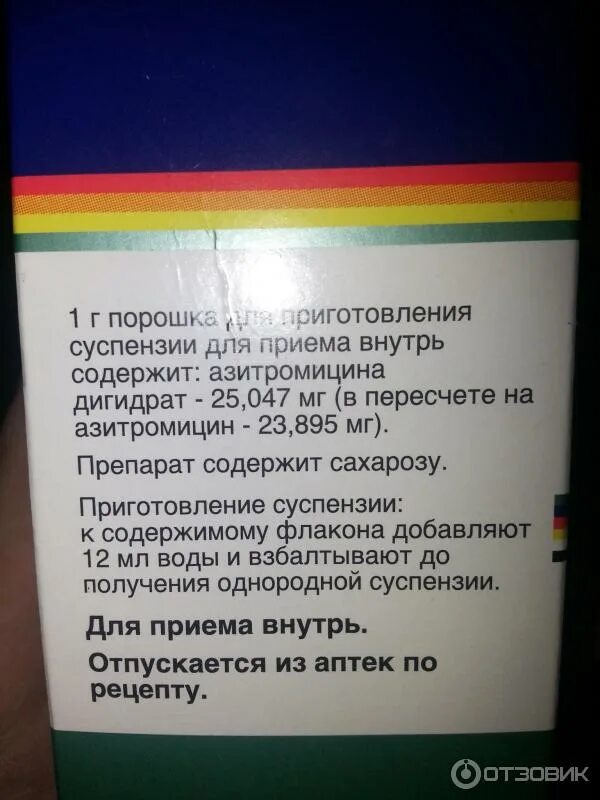 1 г порошка для приготовления
суспензии для приема внутрь
содержит: азитромицина
дигидрат - 25,047 мг (в пересчете на
азитромицин - 23,895 мг).
Препарат содержит сахарозу.
Приготовление суспензии:
к содержимому флакона добавляют
12 мл воды и взбалтывают до
получения однородной суспензии.
Для приема внутрь.
Отпускается из аптек по
рецепту.
ОТЗОВИК